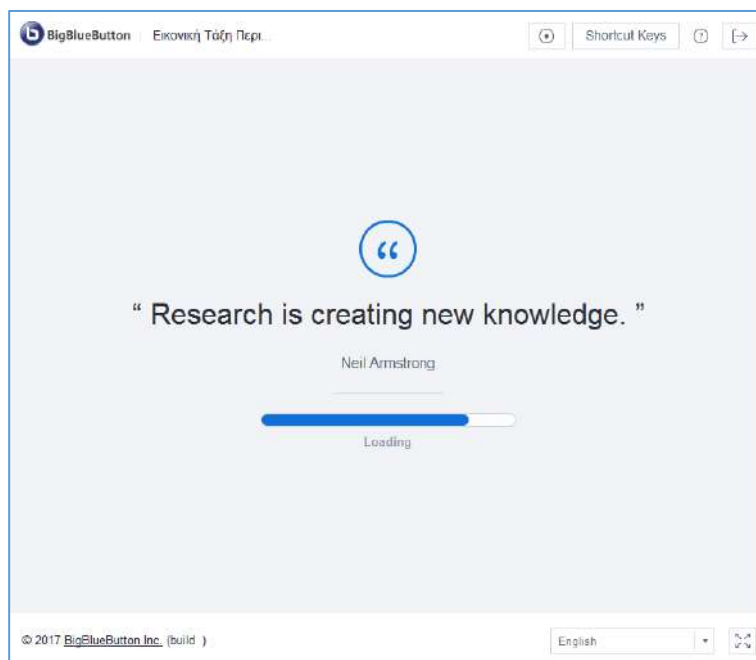 BigBlueButton Εικονική Τάξη Περι... Shortcut Keys
“ Research is creating new knowledge. ”
Neil Armstrong
Loading
© 2017 BigBlueButton Inc. (build ) English